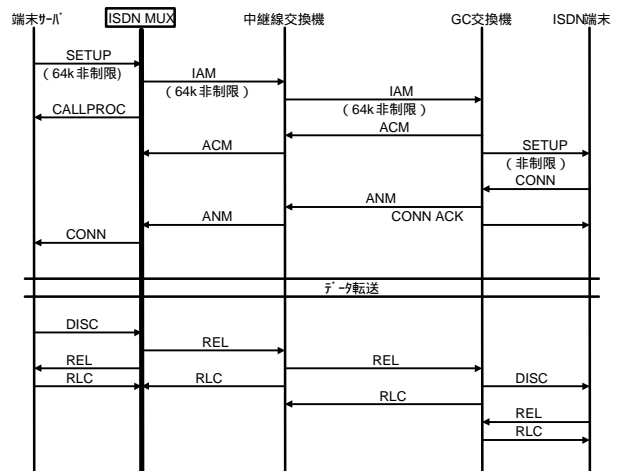 端末ｻｰﾊﾞ
ISDN MUX
中継線交換機
GC交換機
ISDN端末
SETUP
(64k非制限)
IAM
(64k非制限)
IAM
(64k非制限)
CALLPROC
ACM
ACM
SETUP
(非制限)
CONN
ANM
ANM
CONN ACK
CONN
ﾃﾞｰﾀ転送
DISC
REL
REL
REL
RLC
RLC
DISC
RLC
REL
RLC